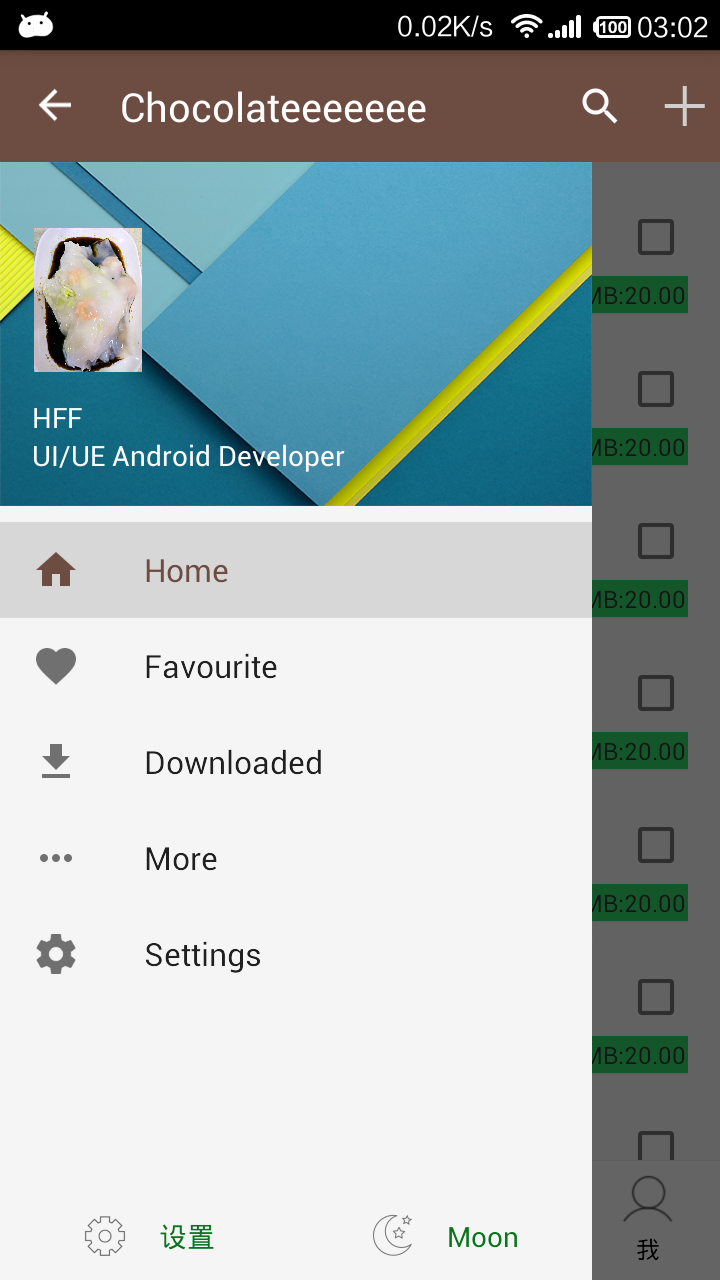 0.02K/s 100 03:02
Chocolateeeeeee
HFF
UI/UE Android Developer
Home
Favourite
Downloaded
More
Settings
MB:20.00
MB:20.00
MB:20.00
MB:20.00
MB:20.00
MB:20.00
设置 Moon
我